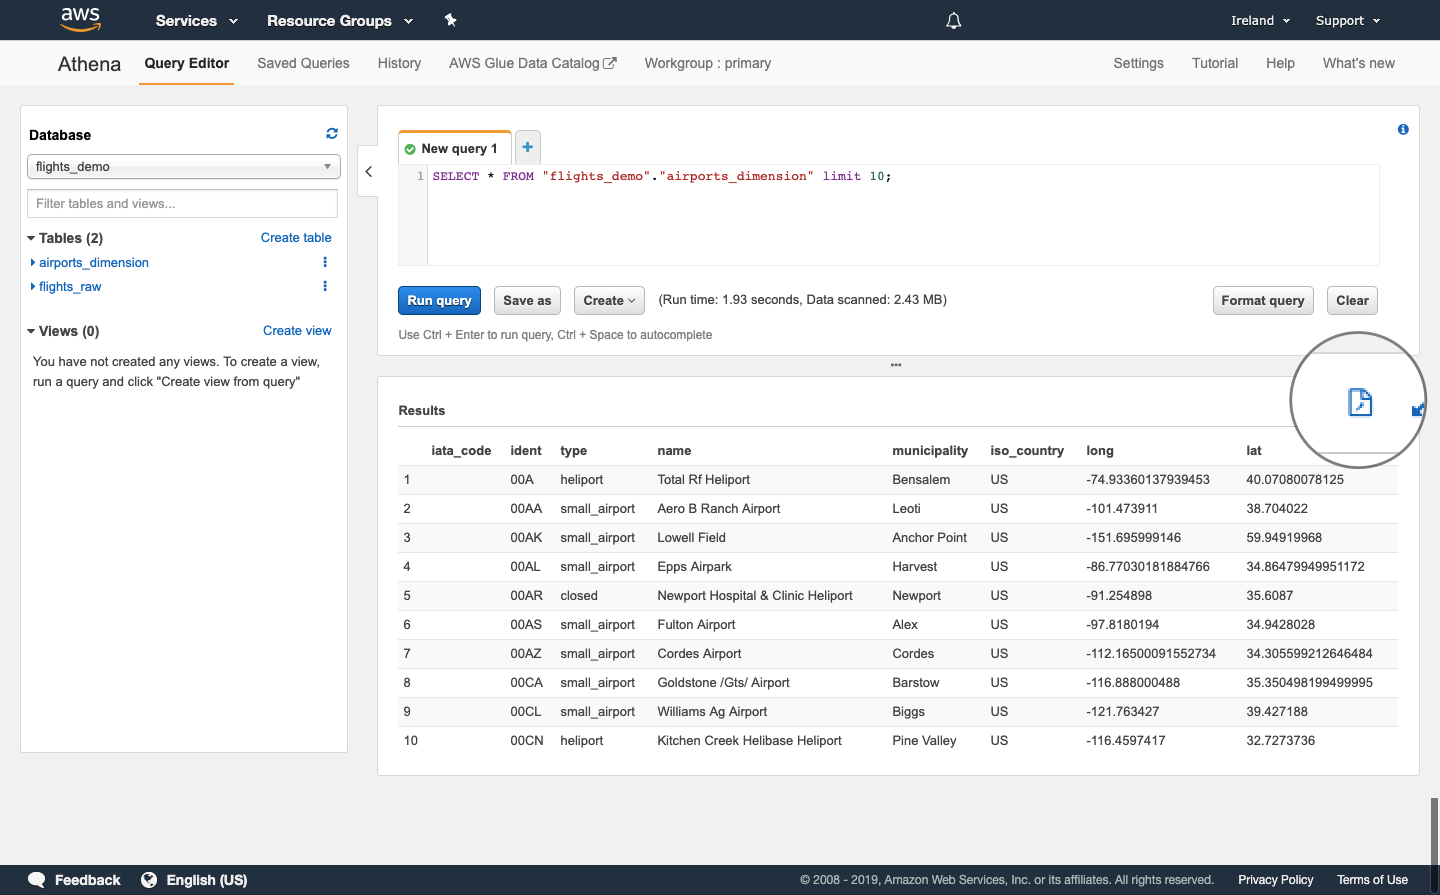 aws Services Resource Groups Ireland Support
Athena Query Editor Saved Queries History AWS Glue Data Catalog Workgroup : primary Settings Tutorial Help What's new
Database
flights_demo
Filter tables and views...
Tables (2) Create table
airports_dimension
flights_raw
Views (0) Create view
You have not created any views. To create a view,
run a query and click "Create view from query"
New query 1 +
1 SELECT * FROM "flights_demo"."airports_dimension" limit 10;
Run query Save as Create (Run time: 1.93 seconds, Data scanned: 2.43 MB) Format query Clear
Use Ctrl + Enter to run query, Ctrl + Space to autocomplete
Results
iata_code ident type name municipality iso_country long lat
1 00A heliport Total Rf Heliport Bensalem US -74.93360137939453 40.07080078125
2 00AA small_airport Aero B Ranch Airport Leoti US -101.473911 38.704022
3 00AK small_airport Lowell Field Anchor Point US -151.695999146 59.94919968
4 00AL small_airport Epps Airpark Harvest US -86.77030181884766 34.86479949951172
5 00AR closed Newport Hospital & Clinic Heliport Newport US -91.254898 35.6087
6 00AS small_airport Fulton Airport Alex US -97.8180194 34.9428028
7 00AZ small_airport Cordes Airport Cordes US -112.16500091552734 34.305599212646484
8 00CA small_airport Goldstone /Gts/ Airport Barstow US -116.888000488 35.350498199499995
9 00CL small_airport Williams Ag Airport Biggs US -121.763427 39.427188
10 00CN heliport Kitchen Creek Helibase Heliport Pine Valley US -116.4597417 32.7273736
Feedback English (US) © 2008 - 2019, Amazon Web Services, Inc. or its affiliates. All rights reserved. Privacy Policy Terms of Use